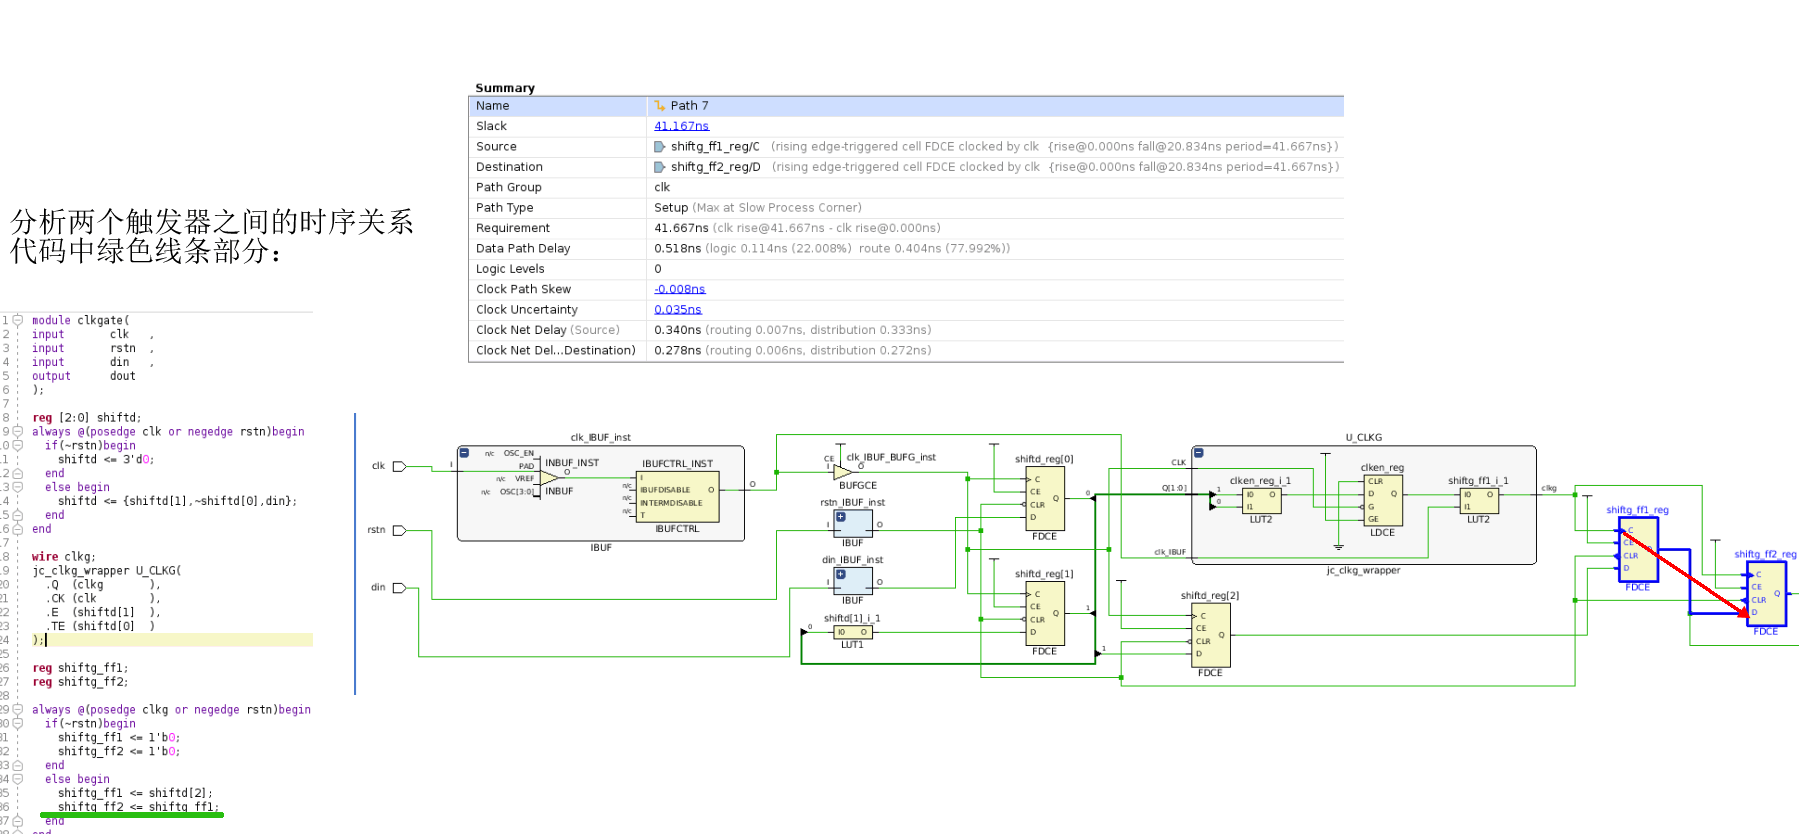 Summary
Name Path 7
Slack 41.167ns
Source shiftg_ff1_reg/C (rising edge-triggered cell FDCE clocked by clk {rise@0.000ns fall@20.834ns period=41.667ns})
Destination shiftg_ff2_reg/D (rising edge-triggered cell FDCE clocked by clk {rise@0.000ns fall@20.834ns period=41.667ns})
Path Group clk
Path Type Setup (Max at Slow Process Corner)
Requirement 41.667ns (clk rise@41.667ns - clk rise@0.000ns)
Data Path Delay 0.518ns (logic 0.114ns (22.008%) route 0.404ns (77.992%))
Logic Levels 0
Clock Path Skew -0.008ns
Clock Uncertainty 0.035ns
Clock Net Delay (Source) 0.340ns (routing 0.007ns, distribution 0.333ns)
Clock Net Del...Destination) 0.278ns (routing 0.006ns, distribution 0.272ns)
分析两个触发器之间的时序关系
代码中绿色线条部分：
1 module clkgate(
2 input clk ,
3 input rstn ,
4 input din ,
5 output dout
6 );
7
8 reg [2:0] shiftd;
9 always @(posedge clk or negedge rstn)begin
10 if(~rstn)begin
11 shiftd <= 3'd0;
12 end
13 else begin
14 shiftd <= {shiftd[1],~shiftd[0],din};
15 end
16 end
17
18 wire clkg;
19 jc_clkg_wrapper U_CLKG(
20 .Q (clkg ),
21 .CK (clk ),
22 .E (shiftd[1] ),
23 .TE (shiftd[0] )
24 );
25
26 reg shiftg_ff1;
27 reg shiftg_ff2;
28
29 always @(posedge clkg or negedge rstn)begin
30 if(~rstn)begin
31 shiftg_ff1 <= 1'b0;
32 shiftg_ff2 <= 1'b0;
33 end
34 else begin
35 shiftg_ff1 <= shiftd[2];
36 shiftg_ff2 <= shiftg_ff1;
37 end
38 end
clk
rstn
din
clk_IBUF_inst
I
n/c OSC_EN
PAD
n/c VREF
n/c OSC[3:0]
INBUF_INST
O
INBUF
IBUFCTRL_INST
I
n/c IBUFDISABLE
n/c INTERMDISABLE
n/c T
O
IBUFCTRL
O
IBUF
clk_IBUF_BUFG_inst
CE
I
O
BUFGCE
rstn_IBUF_inst
I
O
IBUF
din_IBUF_inst
I
O
IBUF
shiftd[1]_i_1
0
I0 O
LUT1
shiftd_reg[0]
C
CE
CLR
D
Q
0
FDCE
shiftd_reg[1]
C
CE
CLR
D
Q
1
FDCE
shiftd_reg[2]
C
CE
CLR
D
Q
1
FDCE
U_CLKG
CLK
Q[1:0]
clk_IBUF
clken_reg_i_1
1
0
I0 O
I1
LUT2
clken_reg
CLR
D
G
GE
Q
LDCE
shiftg_ff1_i_1
I0 O
I1
LUT2
clkg
jc_clkg_wrapper
shiftg_ff1_reg
C
CE
CLR
D
FDCE
shiftg_ff2_reg
C
CE
CLR
D
Q
FDCE